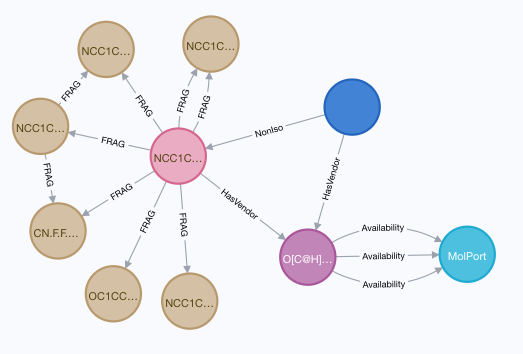 NCC1C...
NCC1C...
FRAG
FRAG
FRAG
FRAG
NCC1C...
FRAG
NonIso
NCC1C...
FRAG
FRAG
HasVendor
HasVendor
CN.F.F....
FRAG
FRAG
Availability
O[C@H]...
Availability
MolPort
Availability
OC1CC...
NCC1C...